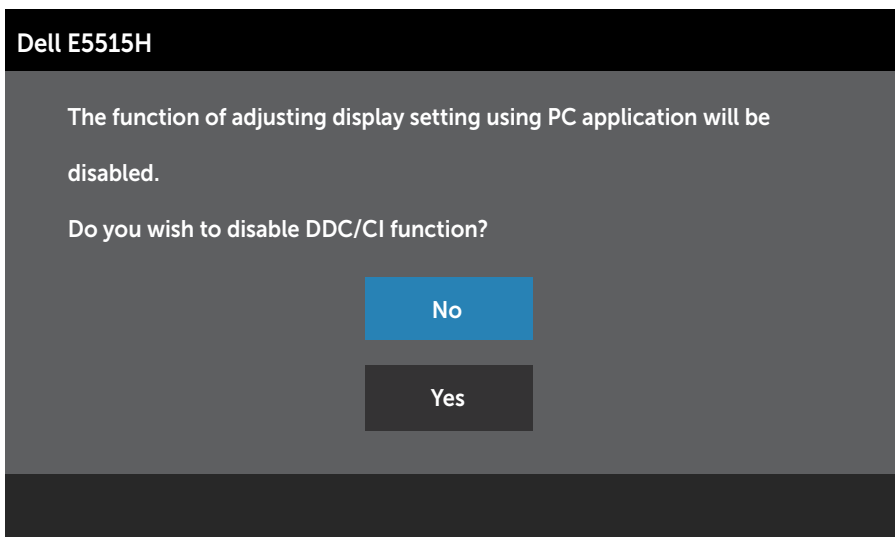 Dell E5515H
The function of adjusting display setting using PC application will be
disabled.
Do you wish to disable DDC/CI function?
No
Yes